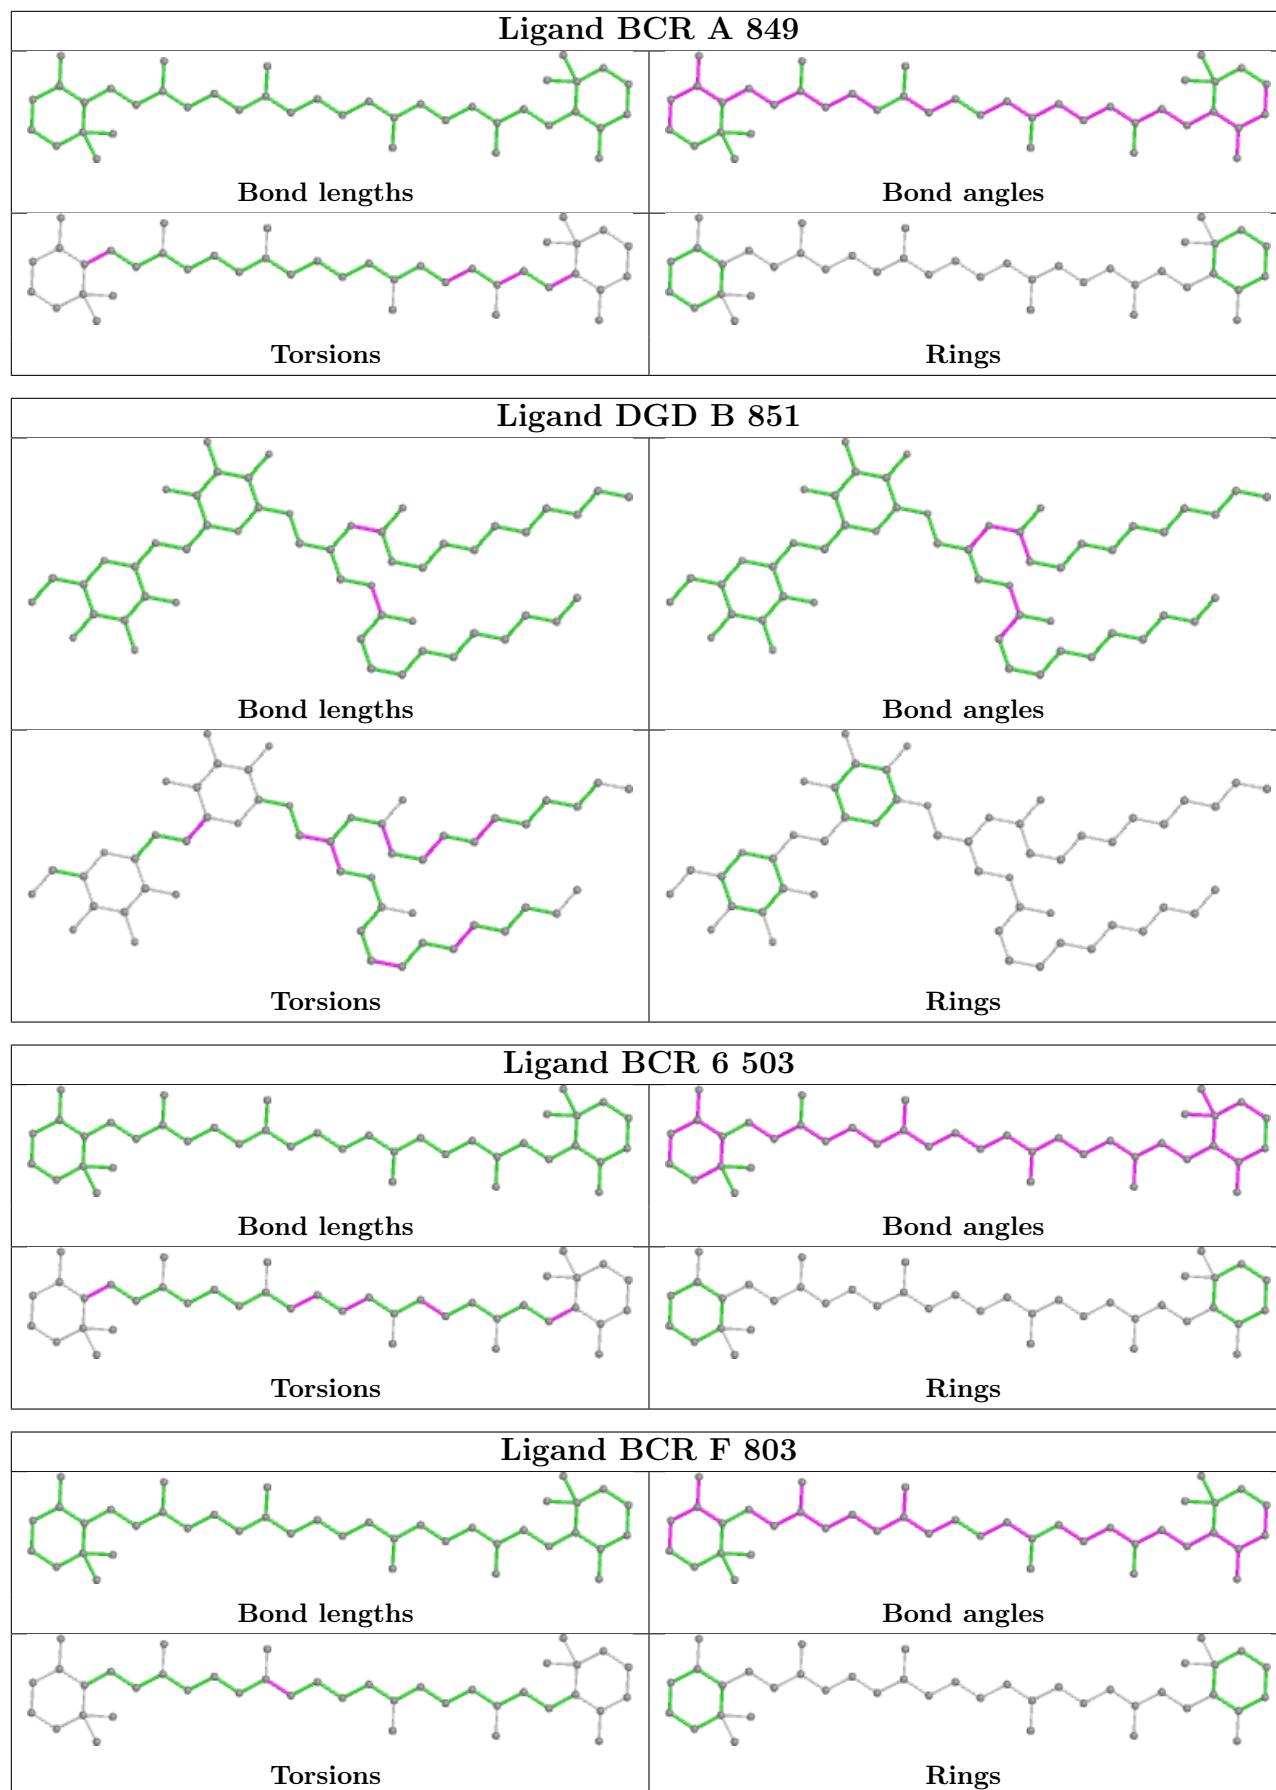 Ligand BCR A 849
Bond lengths
Bond angles
Torsions
Rings
Ligand DGD B 851
Bond lengths
Bond angles
Torsions
Rings
Ligand BCR 6 503
Bond lengths
Bond angles
Torsions
Rings
Ligand BCR F 803
Bond lengths
Bond angles
Torsions
Rings